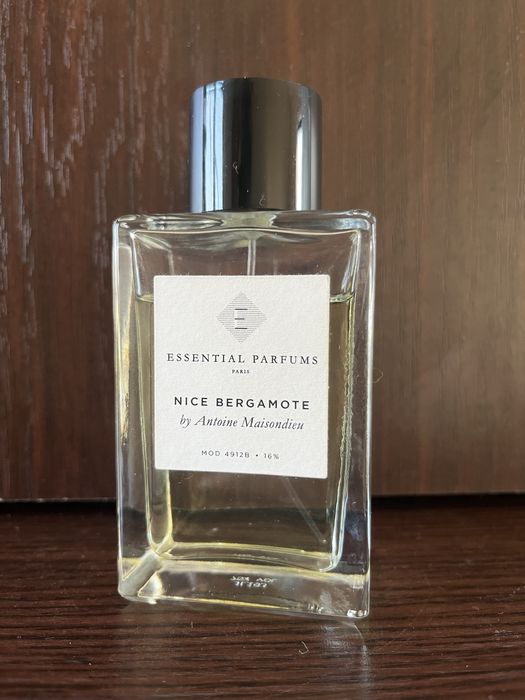 E
ESSENTIAL PARFUMS
PARIS
NICE BERGAMOTE
by Antoine Maisondieu
MOD 4912B • 16%